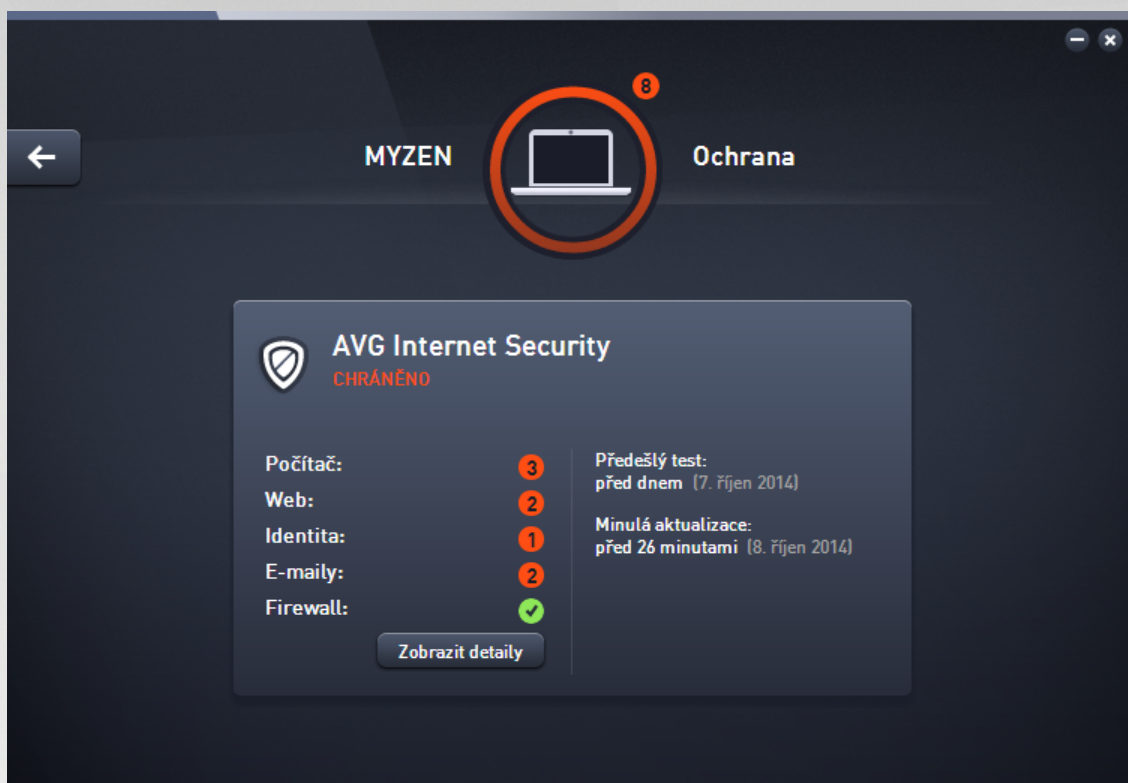 8
MYZEN
Ochrana
AVG Internet Security
CHRÁNĚNO
Počítač: 3
Web: 2
Identita: 1
E-maily: 2
Firewall:
Zobrazit detaily
Předešlý test:
před dnem (7. říjen 2014)
Minulá aktualizace:
před 26 minutami (8. říjen 2014)